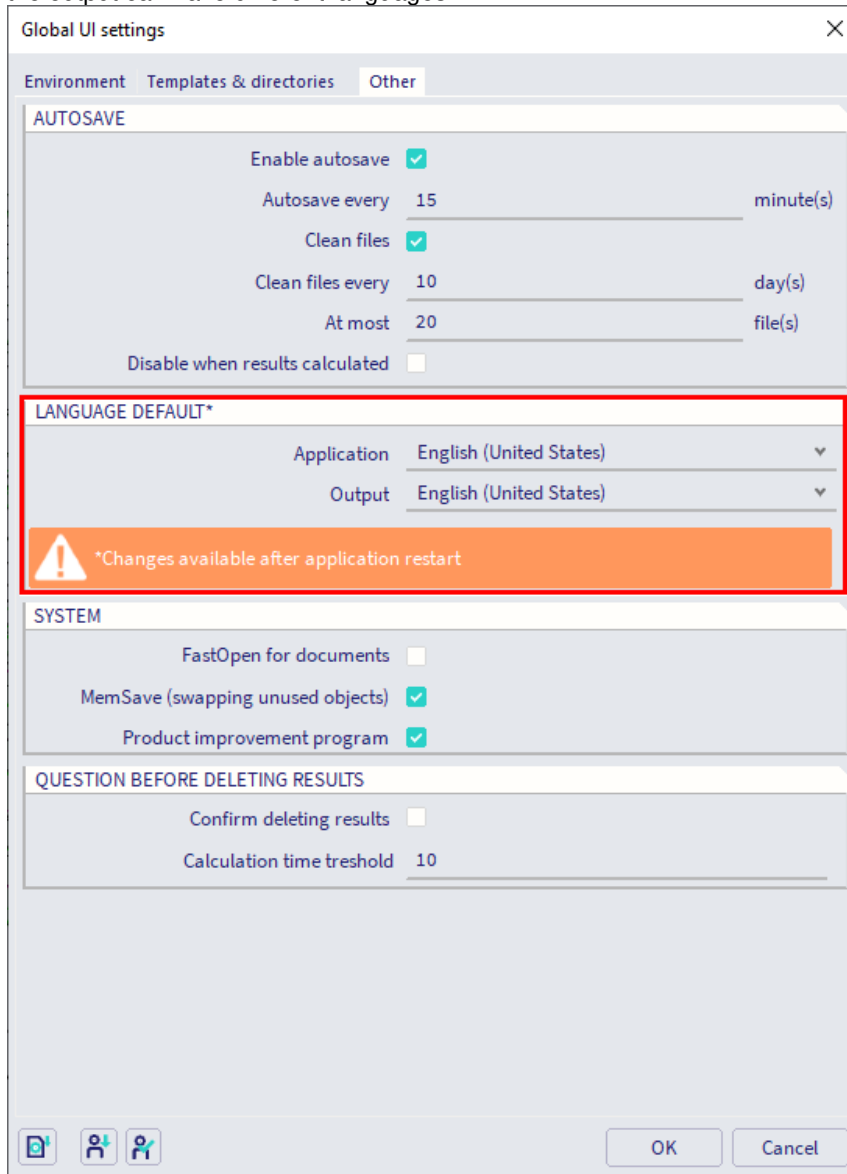 Global UI settings
Environment Templates & directories Other
AUTOSAVE
Enable autosave
Autosave every 15 minute(s)
Clean files
Clean files every 10 day(s)
At most 20 file(s)
Disable when results calculated
LANGUAGE DEFAULT*
Application English (United States)
Output English (United States)
*Changes available after application restart
SYSTEM
FastOpen for documents
MemSave (swapping unused objects)
Product improvement program
QUESTION BEFORE DELETING RESULTS
Confirm deleting results
Calculation time treshold 10
OK Cancel